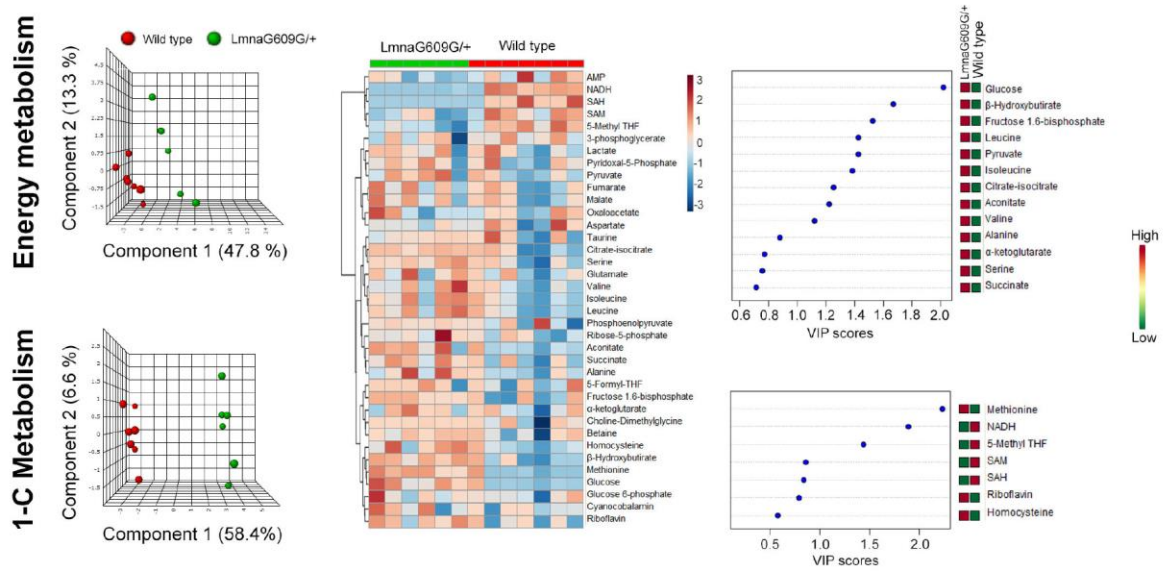 Energy metabolism
Wild type
LmnaG609G/+
Component 2 (13.3 %)
Component 1 (47.8 %)
1-C Metabolism
Component 2 (6.6 %)
Component 1 (58.4%)
LmnaG609G/+
Wild type
AMP
NADH
SAH
SAM
5-Methyl THF
3-phosphoglycerate
Lactate
Pyridoxal-5-Phosphate
Pyruvate
Fumarate
Malate
Oxaloacetate
Aspartate
Taurine
Citrate-isocitrate
Serine
Glutamate
Valine
Isoleucine
Leucine
Phosphoenolpyruvate
Ribose-5-phosphate
Aconitate
Succinate
Alanine
5-Formyl-THF
Fructose 1.6-bisphosphate
α-ketoglutarate
Choline-Dimethylglycine
Betaine
Homocysteine
β-Hydroxybutirate
Methionine
Glucose
Glucose 6-phosphate
Cyanocobalamin
Riboflavin
3
2
1
0
-1
-2
-3
LmnaG609G/+
Wild type
Glucose
β-Hydroxybutirate
Fructose 1.6-bisphosphate
Leucine
Pyruvate
Isoleucine
Citrate-isocitrate
Aconitate
Valine
Alanine
α-ketoglutarate
Serine
Succinate
0.6 0.8 1.0 1.2 1.4 1.6 1.8 2.0
VIP scores
High
Low
Methionine
NADH
5-Methyl THF
SAM
SAH
Riboflavin
Homocysteine
0.5 1.0 1.5 2.0
VIP scores